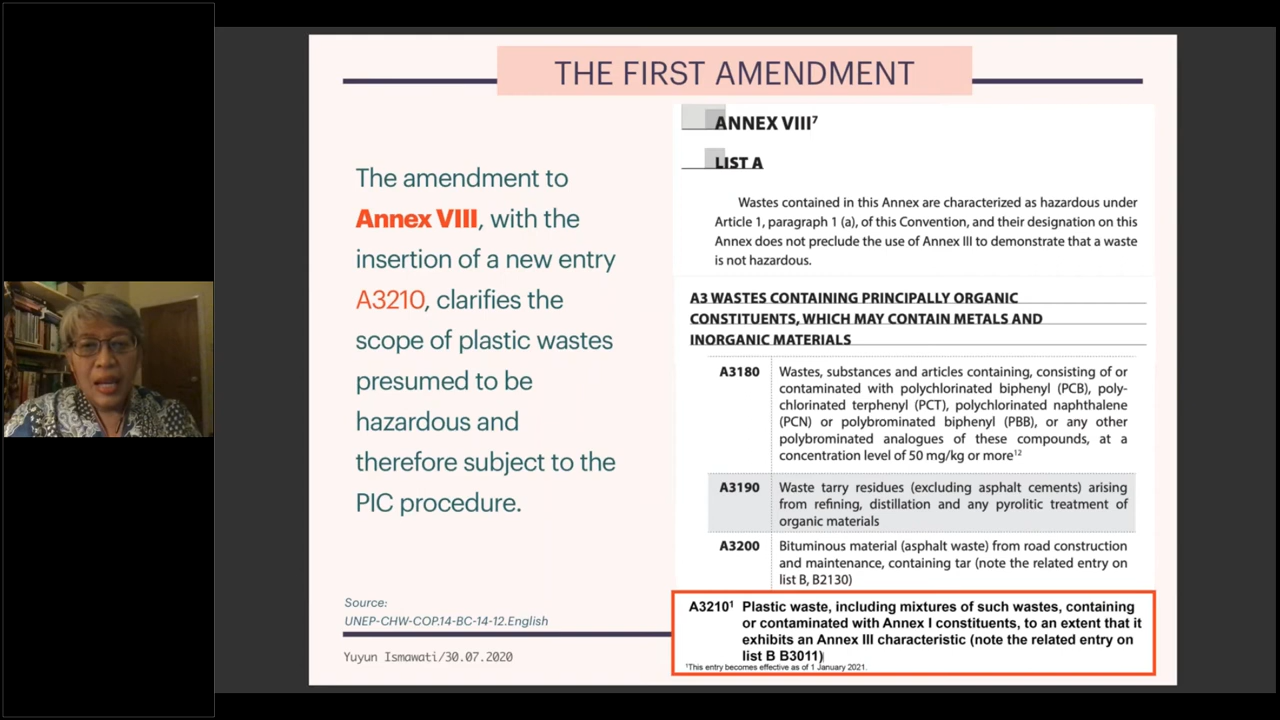 THE FIRST AMENDMENT
The amendment to
Annex VIII, with the
insertion of a new entry
A3210, clarifies the
scope of plastic wastes
presumed to be
hazardous and
therefore subject to the
PIC procedure.
Source:
UNEP-CHW-COP.14-BC-14-12.English
Yuyun Ismawati/30.07.2020
ANNEX VIII⁷
LIST A
Wastes contained in this Annex are characterized as hazardous under
Article 1, paragraph 1 (a), of this Convention, and their designation on this
Annex does not preclude the use of Annex III to demonstrate that a waste
is not hazardous.
A3 WASTES CONTAINING PRINCIPALLY ORGANIC
CONSTITUENTS, WHICH MAY CONTAIN METALS AND
INORGANIC MATERIALS
A3180 Wastes, substances and articles containing, consisting of or
contaminated with polychlorinated biphenyl (PCB), poly-
chlorinated terphenyl (PCT), polychlorinated naphthalene
(PCN) or polybrominated biphenyl (PBB), or any other
polybrominated analogues of these compounds, at a
concentration level of 50 mg/kg or more¹²
A3190 Waste tarry residues (excluding asphalt cements) arising
from refining, distillation and any pyrolitic treatment of
organic materials
A3200 Bituminous material (asphalt waste) from road construction
and maintenance, containing tar (note the related entry on
list B, B2130)
A3210¹ Plastic waste, including mixtures of such wastes, containing
or contaminated with Annex I constituents, to an extent that it
exhibits an Annex III characteristic (note the related entry on
list B B3011)
¹This entry becomes effective as of 1 January 2021.